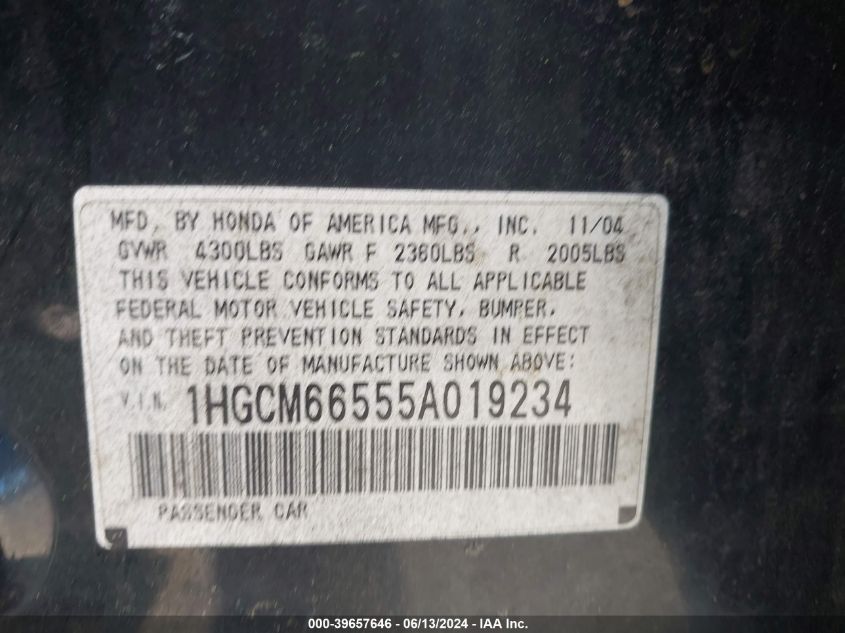 MFD. BY HONDA OF AMERICA MFG., INC. 11/04
GVWR 4300LBS GAWR F 2360LBS R 2005LBS
THIS VEHICLE CONFORMS TO ALL APPLICABLE
FEDERAL MOTOR VEHICLE SAFETY, BUMPER,
AND THEFT PREVENTION STANDARDS IN EFFECT
ON THE DATE OF MANUFACTURE SHOWN ABOVE:
V.I.N. 1HGCM66555A019234
PASSENGER CAR
000-39657646 / 06/13/2024 / IAA Inc.